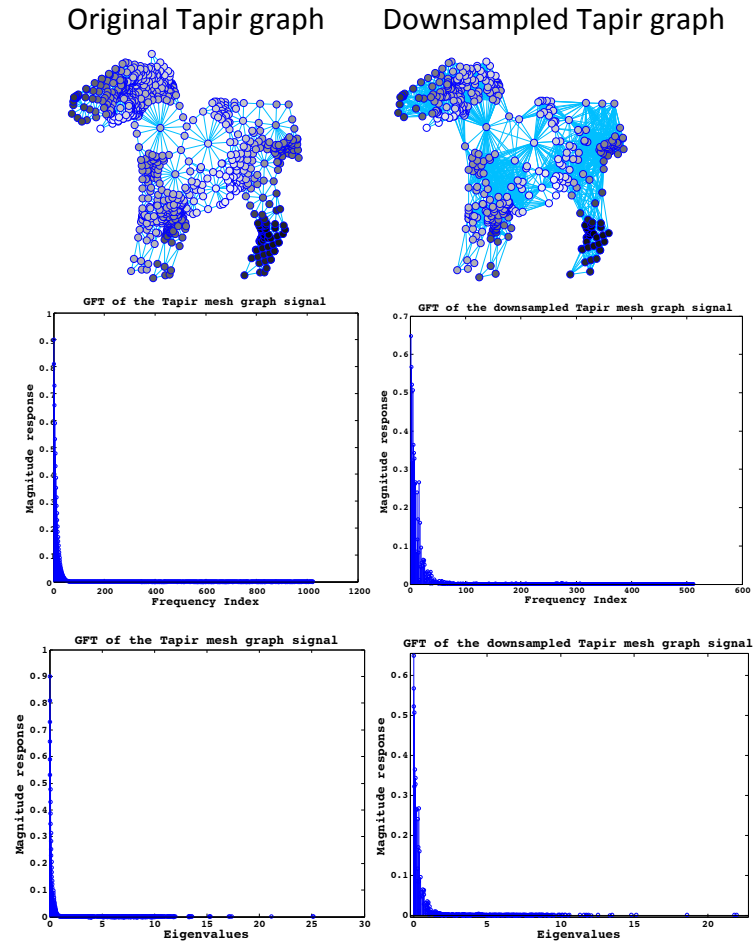 Original Tapir graph
Downsampled Tapir graph
GFT of the Tapir mesh graph signal
1
0.9
0.8
0.7
0.6
0.5
0.4
0.3
0.2
0.1
0
Magnitude response
0 200 400 600 800 1000 1200
Frequency Index
GFT of the downsampled Tapir mesh graph signal
0.7
0.6
0.5
0.4
0.3
0.2
0.1
0
Magnitude response
0 100 200 300 400 500 600
Frequency Index
GFT of the Tapir mesh graph signal
1
0.9
0.8
0.7
0.6
0.5
0.4
0.3
0.2
0.1
0
Magnitude response
0 5 10 15 20 25 30
Eigenvalues
GFT of the downsampled Tapir mesh graph signal
0.6
0.5
0.4
0.3
0.2
0.1
0
Magnitude response
0 5 10 15 20
Eigenvalues